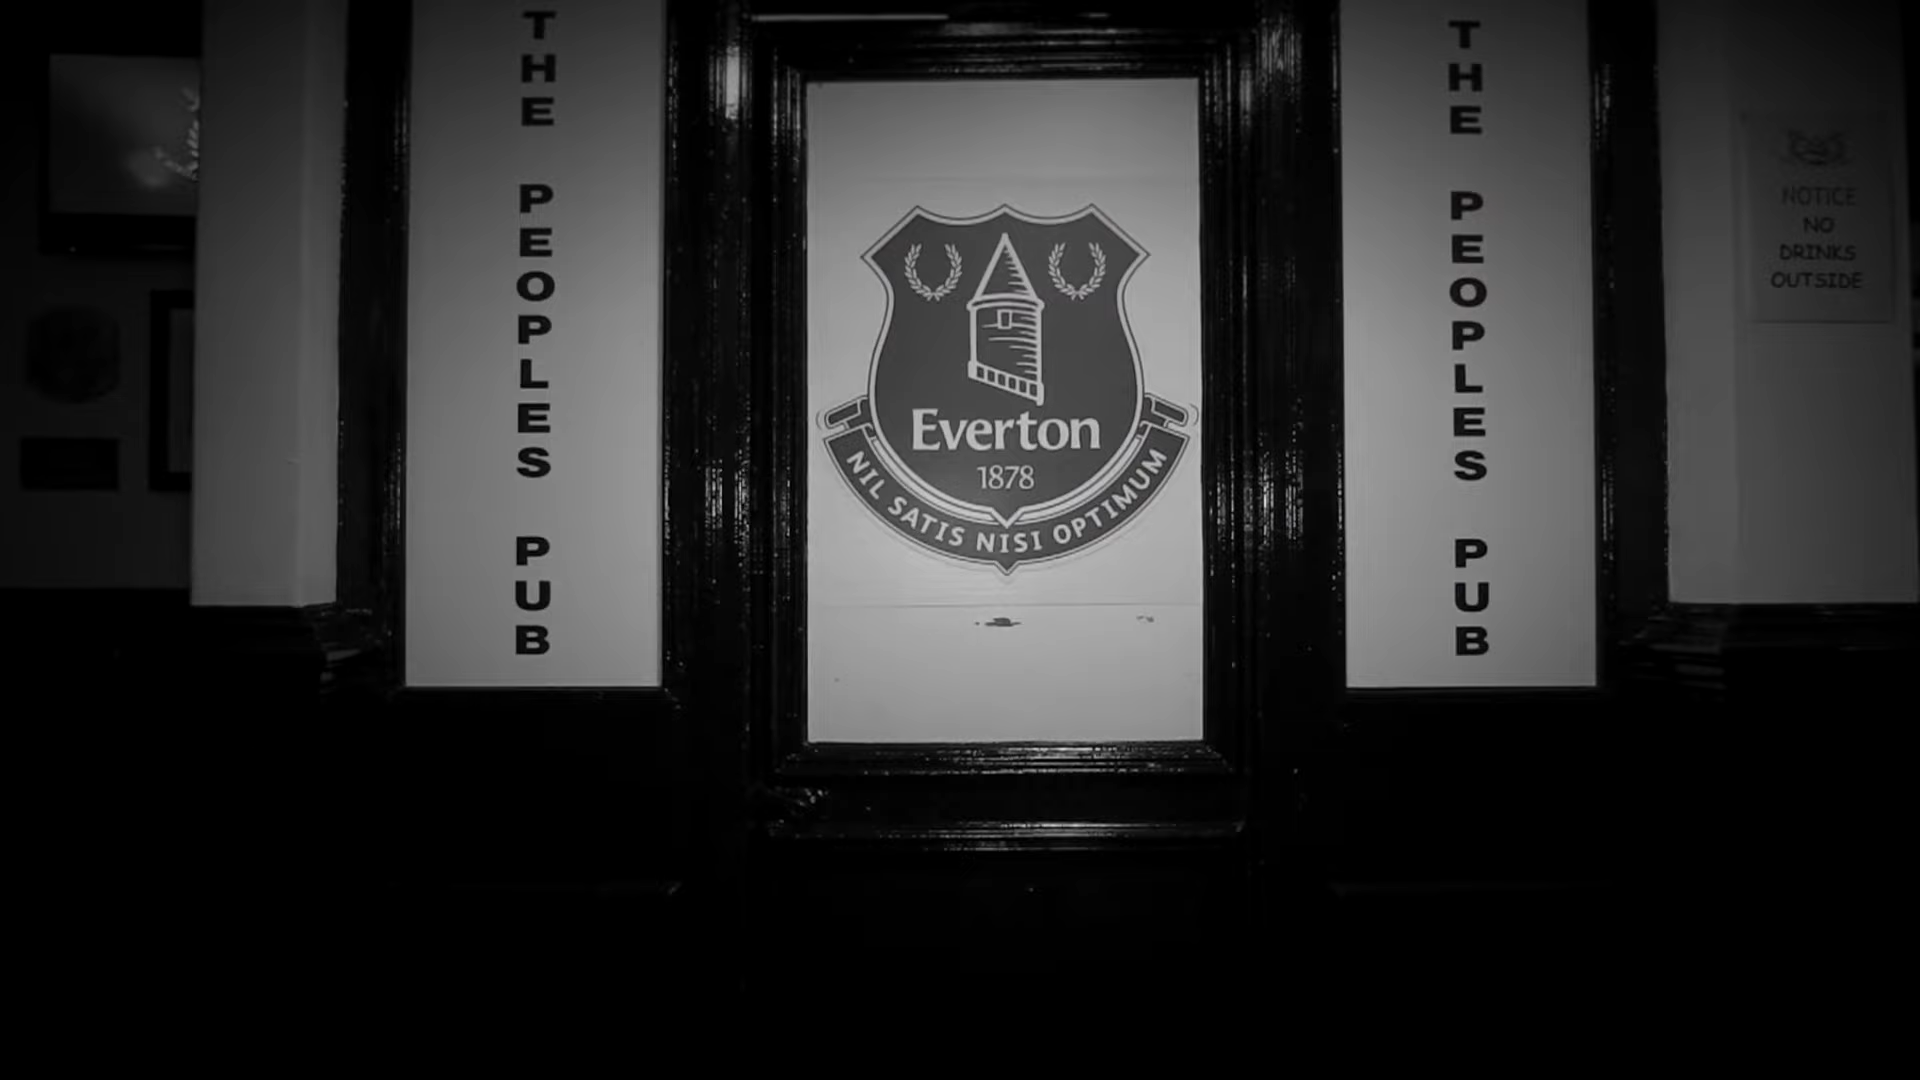 THE PEOPLES PUB
Everton
1878
NIL SATIS NISI OPTIMUM
THE PEOPLES PUB
NOTICE
NO
DRINKS
OUTSIDE